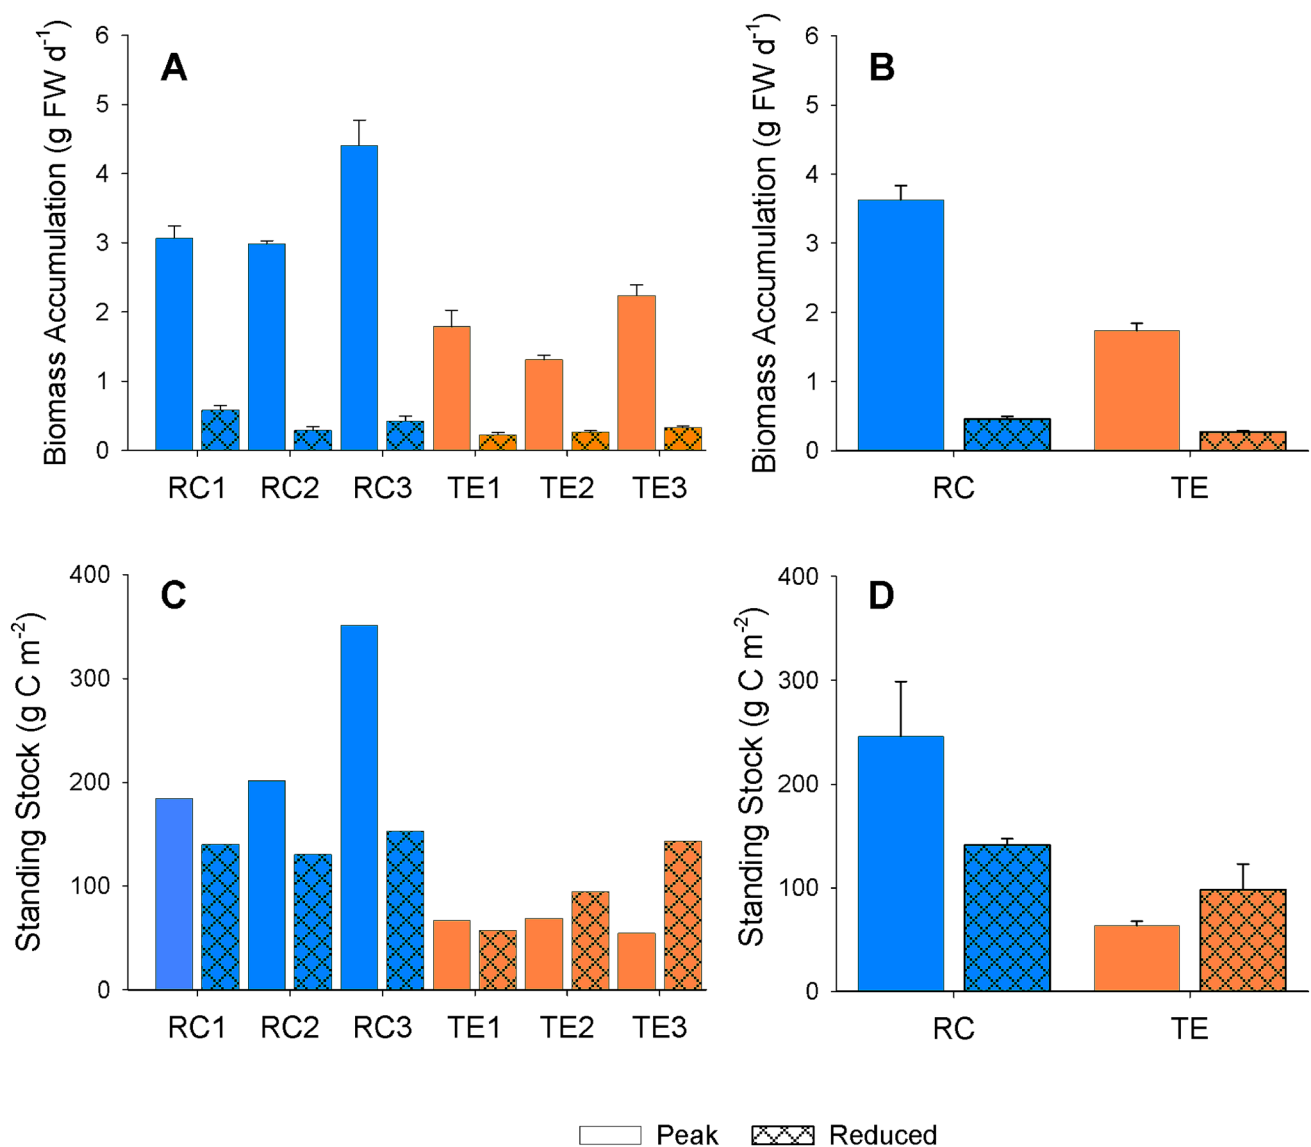 A
Biomass Accumulation (g FW d⁻¹)
6
5
4
3
2
1
0
RC1 RC2 RC3 TE1 TE2 TE3
B
Biomass Accumulation (g FW d⁻¹)
6
5
4
3
2
1
0
RC TE
C
Standing Stock (g C m⁻²)
400
300
200
100
0
RC1 RC2 RC3 TE1 TE2 TE3
D
Standing Stock (g C m⁻²)
400
300
200
100
0
RC TE
Peak Reduced